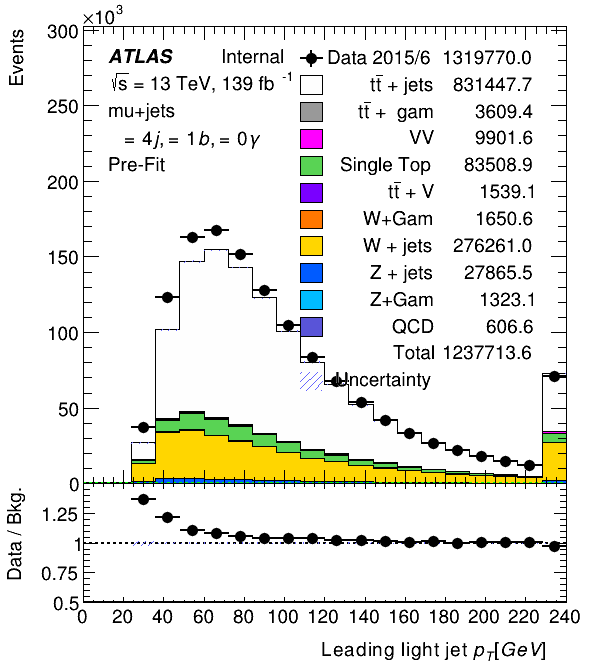 ×10³
300
250
200
150
100
50
0
Events
ATLAS Internal
√s = 13 TeV, 139 fb⁻¹
mu+jets
= 4j, = 1b, = 0γ
Pre-Fit
Data 2015/6 1319770.0
tt̄ + jets 831447.7
tt̄ + gam 3609.4
VV 9901.6
Single Top 83508.9
tt̄ + V 1539.1
W+Gam 1650.6
W + jets 276261.0
Z + jets 27865.5
Z+Gam 1323.1
QCD 606.6
Total 1237713.6
Uncertainty
Data / Bkg.
1.25
1
0.75
0.5
0 20 40 60 80 100 120 140 160 180 200 220 240
Leading light jet p_T[GeV]